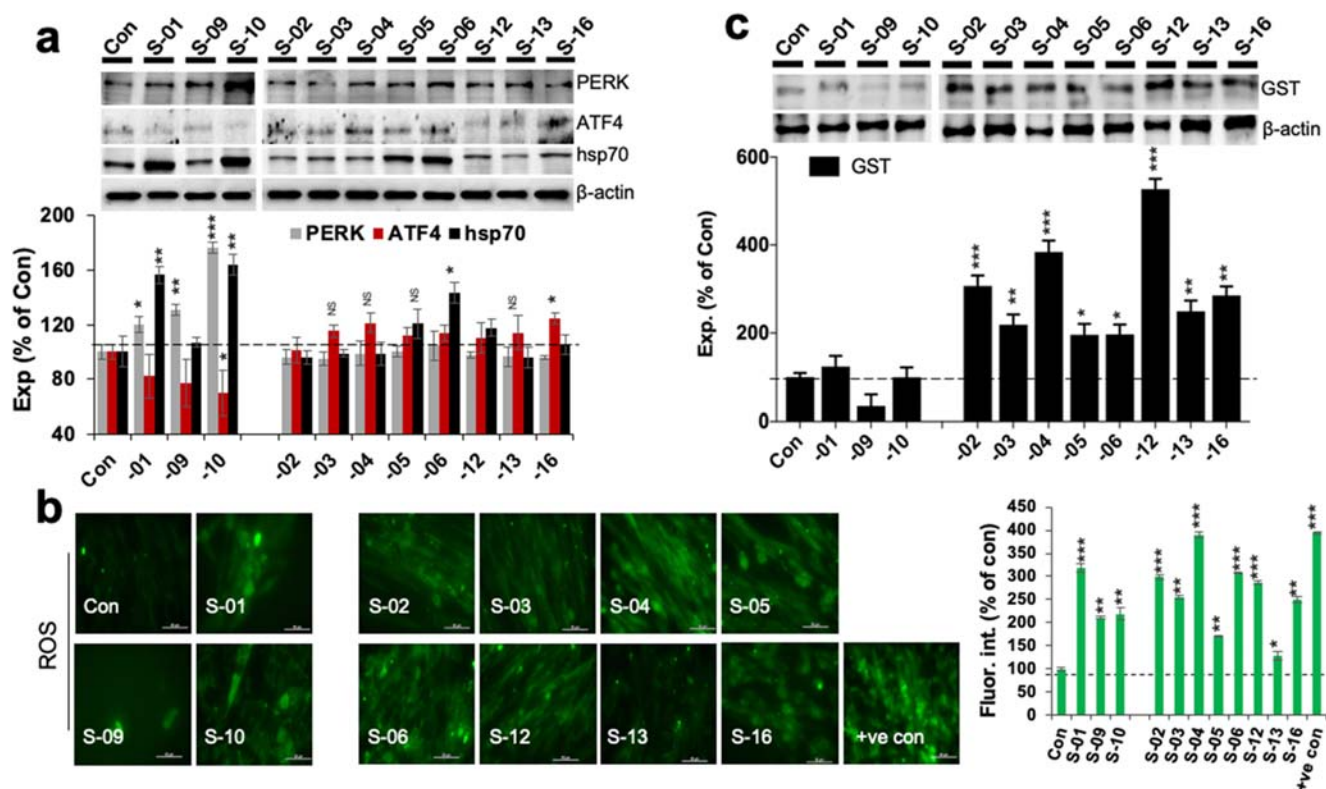 a
Con S-01 S-09 S-10 S-02 S-03 S-04 S-05 S-06 S-12 S-13 S-16
PERK
ATF4
hsp70
β-actin
Exp (% of Con)
200
160
120
80
40
PERK ATF4 hsp70
* ** ** *** * ** NS NS NS * NS *
Con -01 -09 -10 -02 -03 -04 -05 -06 -12 -13 -16
c
Con S-01 S-09 S-10 S-02 S-03 S-04 S-05 S-06 S-12 S-13 S-16
GST
β-actin
Exp. (% of Con)
600
400
200
0
GST
*** ** *** * * *** ** **
Con -01 -09 -10 -02 -03 -04 -05 -06 -12 -13 -16
b
ROS
Con S-01 S-02 S-03 S-04 S-05
S-09 S-10 S-06 S-12 S-13 S-16 +ve con
Fluor. int. (% of con)
450
400
350
300
250
200
150
100
50
0
*** ** ** *** ** *** ** *** *** * ** ***
Con S-01 S-09 S-10 S-02 S-03 S-04 S-05 S-06 S-12 S-13 S-16 +ve con